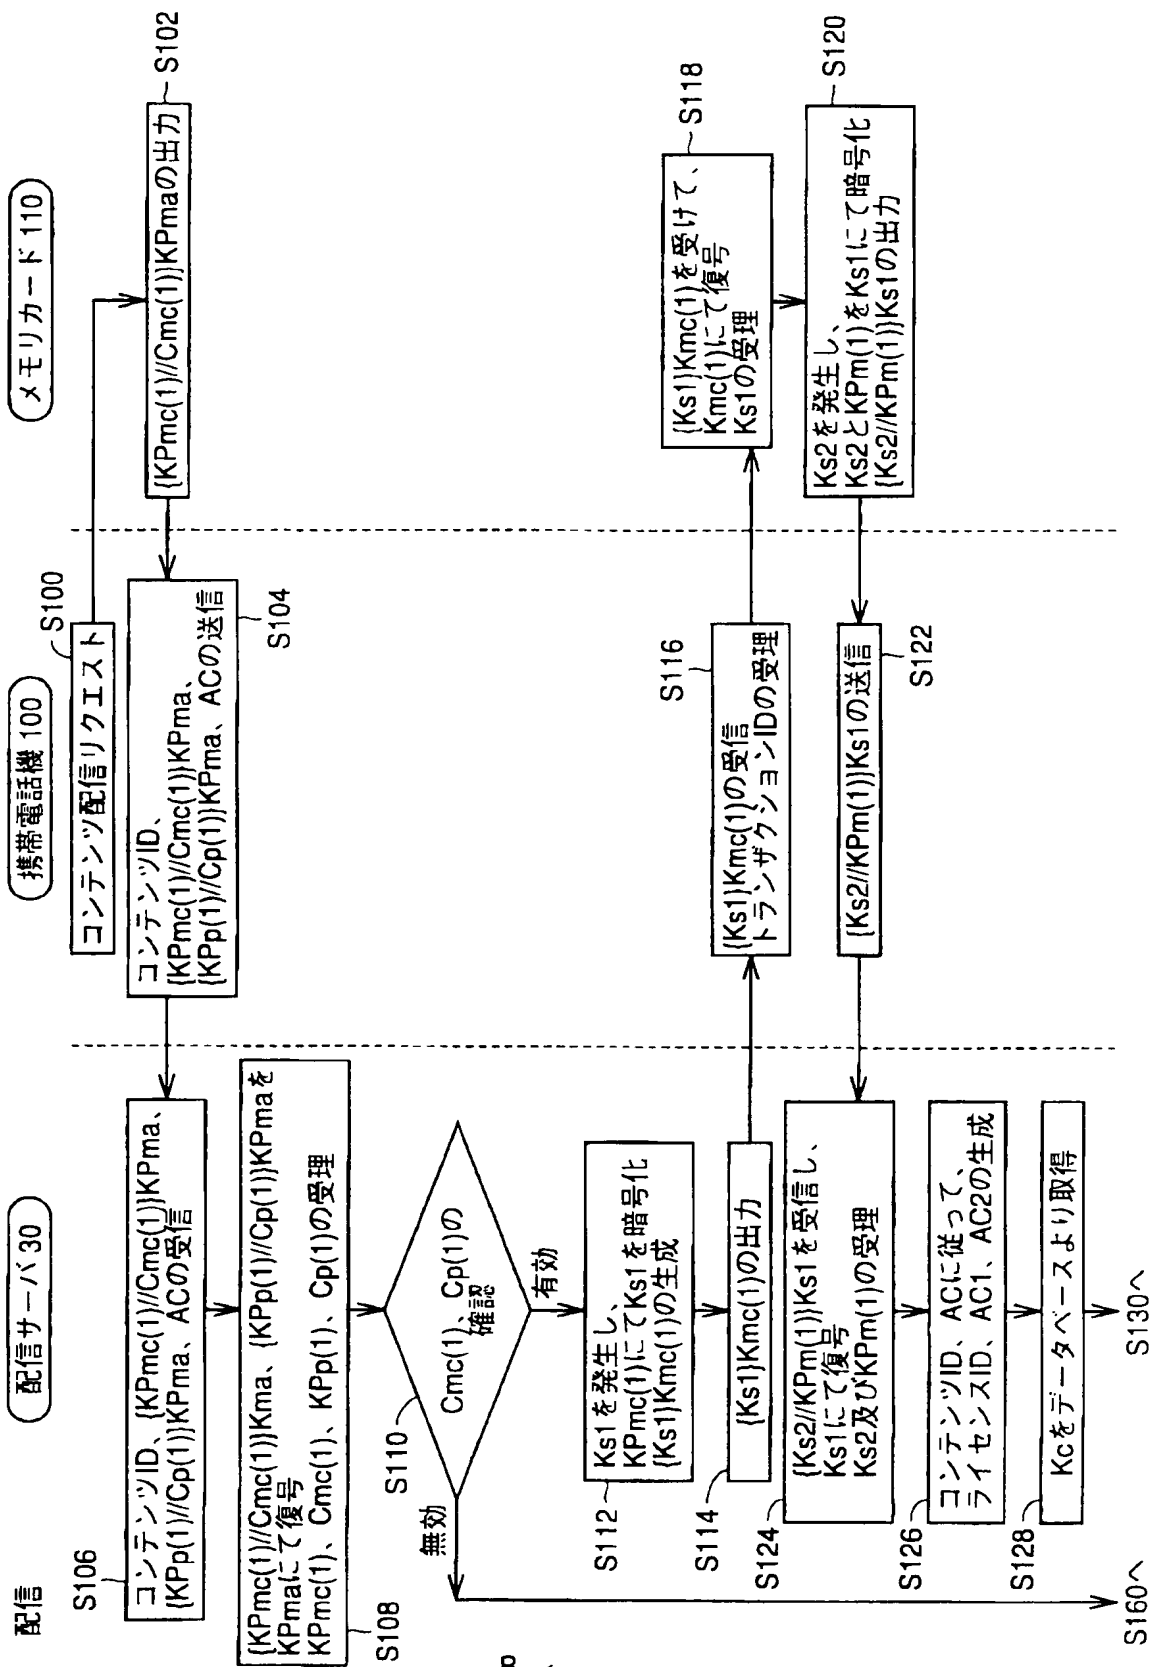 配信
配信サーバ 30
携帯電話機 100
メモリカード 110
コンテンツ配信リクエスト
S100
{KPmc(1)//Cmc(1)}KPmaの出力
S102
コンテンツID、
{KPmc(1)//Cmc(1)}KPma、
{KPp(1)//Cp(1)}KPma、ACの送信
S104
S106
コンテンツID、{KPmc(1)//Cmc(1)}KPma、
{KPp(1)//Cp(1)}KPma、ACの受信
{KPmc(1)//Cmc(1)}Kma、{KPp(1)//Cp(1)}KPmaを
KPmaにて復号
KPmc(1)、Cmc(1)、KPp(1)、Cp(1)の受理
S108
Cmc(1)、Cp(1)の
確認
S110
無効
有効
Ks1を発生し、
KPmc(1)にてKs1を暗号化
{Ks1}Kmc(1)の生成
S112
{Ks1}Kmc(1)の出力
S114
S116
{Ks1}Kmc(1)の受信
トランザクションIDの受理
S118
{Ks1}Kmc(1)を受けて、
Kmc(1)にて復号
Ks1の受理
S120
Ks2を発生し、
Ks2とKPm(1)をKs1にて暗号化
{Ks2//KPm(1)}Ks1の出力
{Ks2//KPm(1)}Ks1の送信
S122
{Ks2//KPm(1)}Ks1を受信し、
Ks1にて復号
Ks2及びKPm(1)の受理
S124
コンテンツID、ACに従って、
ライセンスID、AC1、AC2の生成
S126
Kcをデータベースより取得
S128
S160へ
S130へ